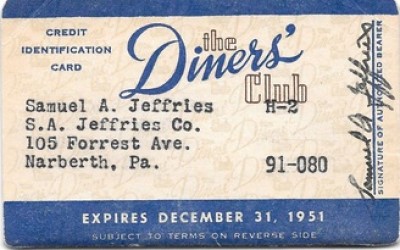 CREDIT
IDENTIFICATION
CARD
the
Diners'
Club
Samuel A. Jeffries H-2
S.A. Jeffries Co.
105 Forrest Ave.
Narberth, Pa. 91-080
Samuel A. Jeffries
SIGNATURE OF AUTHORIZED BEARER
EXPIRES DECEMBER 31, 1951
SUBJECT TO TERMS ON REVERSE SIDE